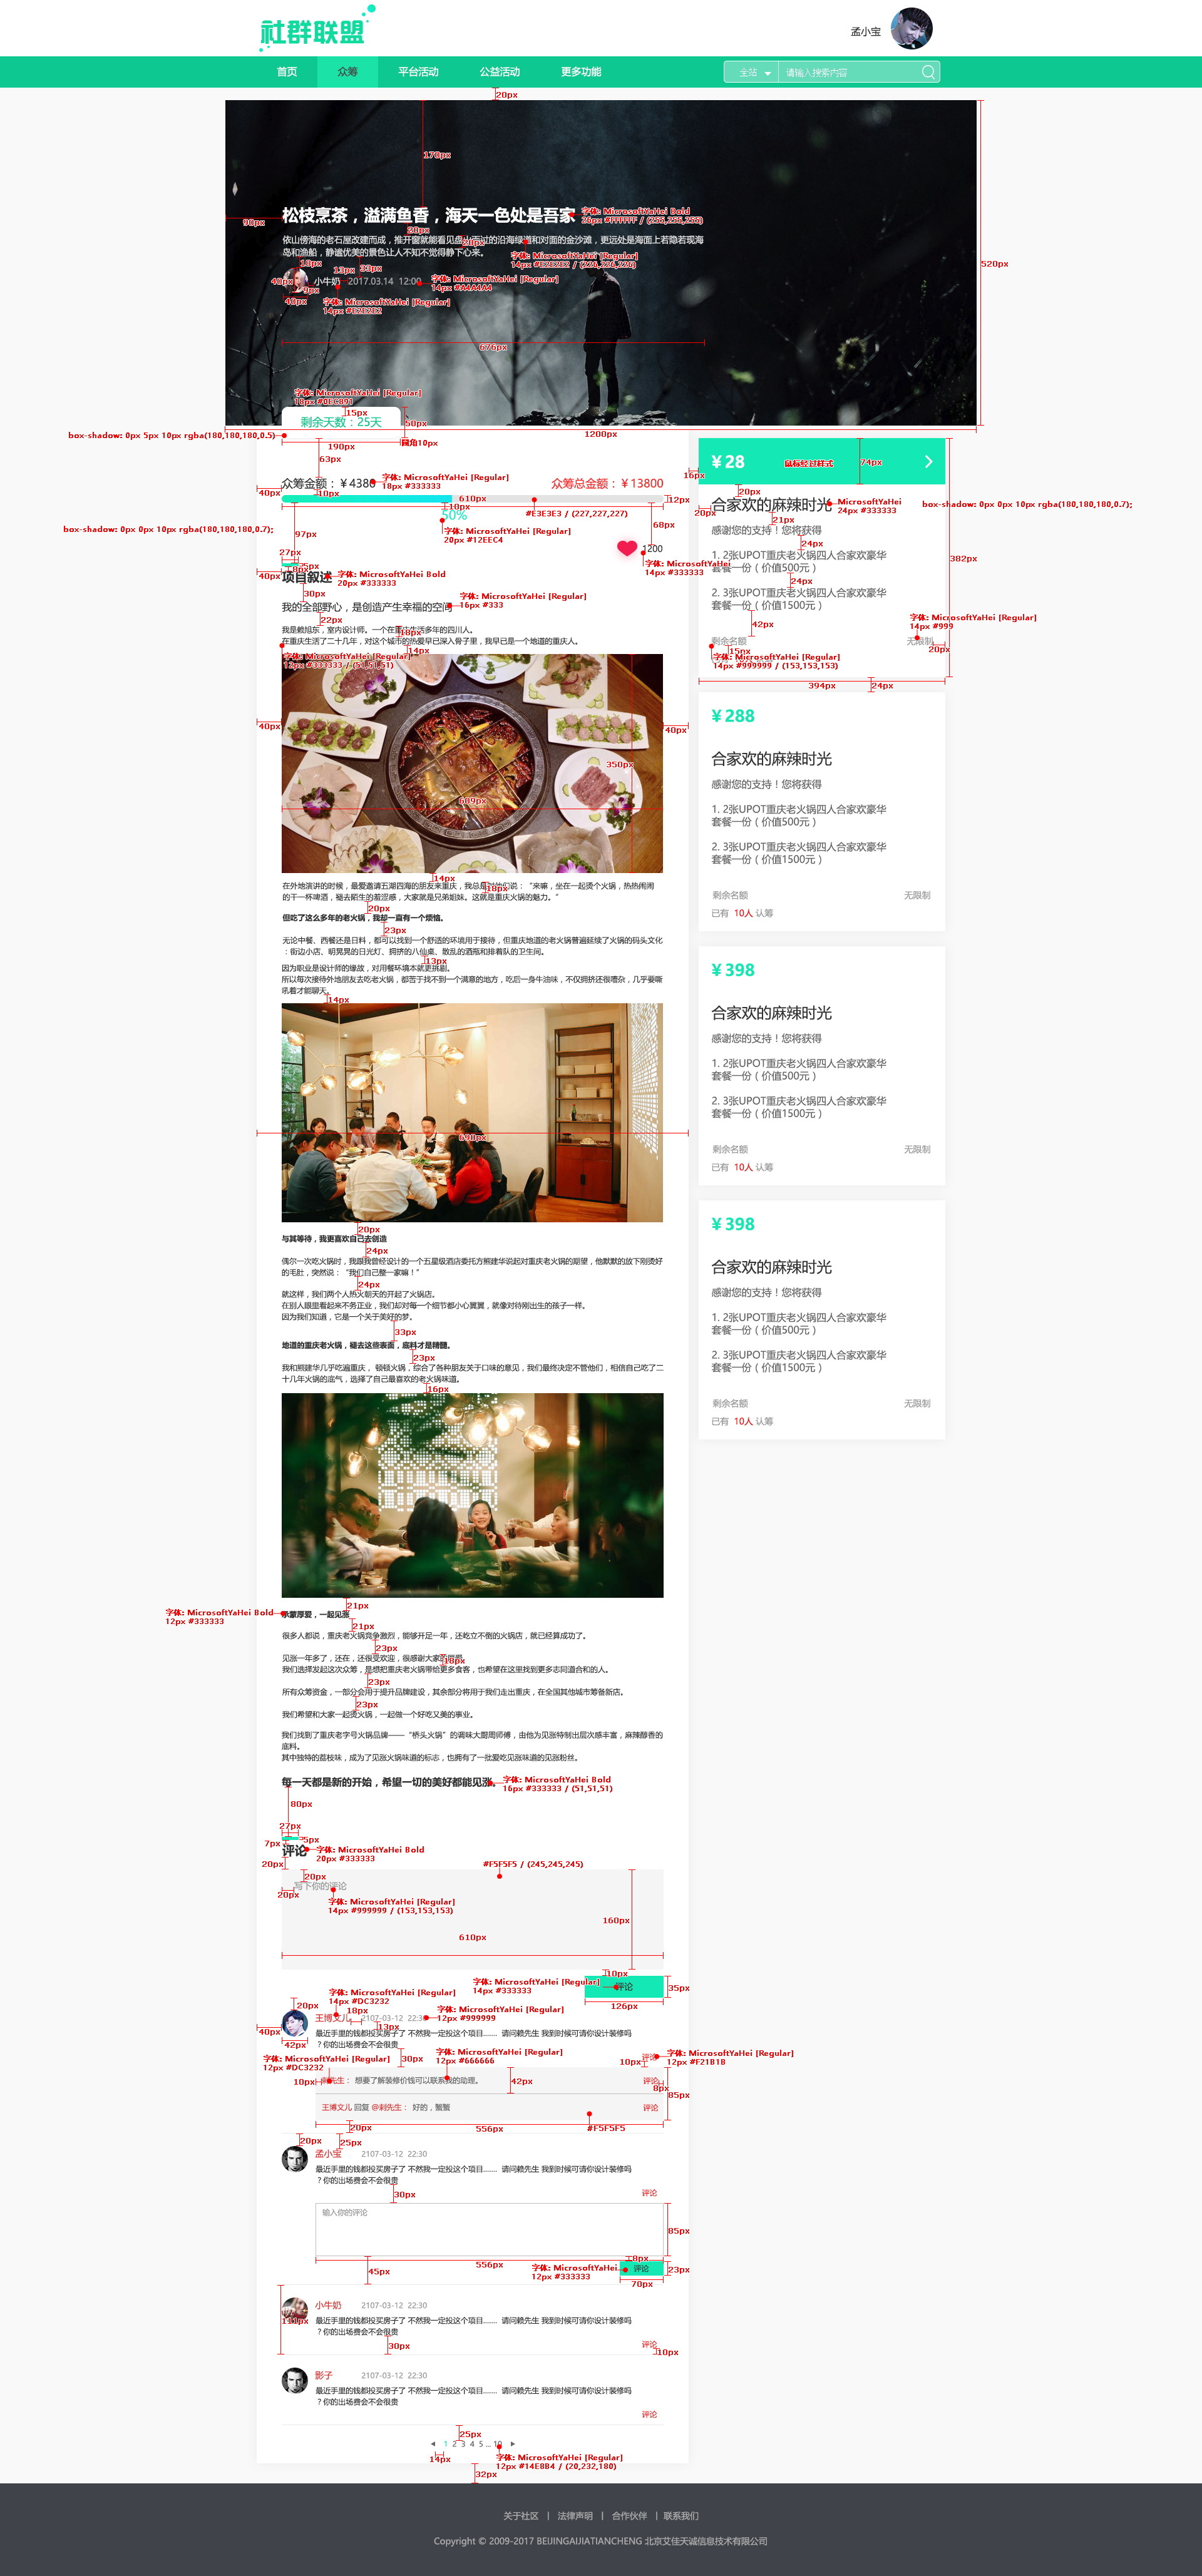 社群联盟
孟小宝
首页 众筹 平台活动 公益活动 更多功能 全站 请输入搜索内容
20px
170px
90px
松枝烹茶，溢满鱼香，海天一色处是吾家
字体: MicrosoftYaHei Bold
26px #FFFFFF / (255,255,255)
20px
依山傍海的老石屋改建而成，推开窗就能看见盘山而过的沿海绿道和对面的金沙滩，更远处是海面上若隐若现海
岛和渔船，静谧优美的景色让人不知不觉得静下心来。
字体: MicrosoftYaHei [Regular]
14px #E2E2E2 / (226,226,226)
520px
18px 13px 33px
40px
小牛奶 2017.03.14 12:00
字体: MicrosoftYaHei [Regular]
14px #A4A4A4
9px
40px
字体: MicrosoftYaHei [Regular]
14px #E2E2E2
676px
字体: MicrosoftYaHei [Regular]
18px #0EC091
15px
剩余天数：25天
50px
box-shadow: 0px 5px 10px rgba(180,180,180,0.5)
1200px
190px
圆角10px
63px
众筹金额：￥4380
字体: MicrosoftYaHei [Regular]
18px #333333
众筹总金额：￥13800
40px
10px
610px
12px
10px
50%
#E3E3E3 / (227,227,227)
字体: MicrosoftYaHei [Regular]
20px #12EEC4
68px
box-shadow: 0px 0px 10px rgba(180,180,180,0.7);
97px
1200
字体: MicrosoftYaHei [Regular]
14px #333333
27px
5px
8px
40px
项目叙述
字体: MicrosoftYaHei Bold
20px #333333
30px
我的全部野心，是创造产生幸福的空间
字体: MicrosoftYaHei [Regular]
16px #333
22px
我是赖旭东，室内设计师。一个在重庆生活多年的四川人。
18px
在重庆生活了二十几年，对这个城市的热爱早已深入骨子里，我早已是一个地道的重庆人。
14px
字体: MicrosoftYaHei [Regular]
12px #333333 / (51,51,51)
40px
40px
350px
609px
14px
在外地演讲的时候，最爱邀请五湖四海的朋友来重庆，我总是对他们说：“来嘛，坐在一起烫个火锅，热热闹闹
18px
的干一杯啤酒，褪去陌生的羞涩感，大家就是兄弟姐妹。这就是重庆火锅的魅力。”
20px
但吃了这么多年的老火锅，我却一直有一个烦恼。
23px
无论中餐、西餐还是日料，都可以找到一个舒适的环境用于接待，但重庆地道的老火锅普遍延续了火锅的码头文化
：街边小店、明晃晃的日光灯、拥挤的八仙桌、散乱的酒瓶和排着队的卫生间。
13px
因为职业是设计师的缘故，对用餐环境本就更挑剔。
所以每次接待外地朋友去吃老火锅，都苦于找不到一个满意的地方，吃后一身牛油味，不仅拥挤还很嘈杂，几乎要嘶
吼着才能聊天。
14px
690px
20px
与其等待，我更喜欢自己去创造
24px
偶尔一次吃火锅时，我跟我曾经设计的一个五星级酒店委托方熊建华说起对重庆老火锅的期望，他默默的放下刚烫好
的毛肚，突然说：“我们自己整一家嘛！”
24px
就这样，我们两个人热火朝天的开起了火锅店。
在别人眼里看起来不务正业，我们却对每一个细节都小心翼翼，就像对待刚出生的孩子一样。
因为我们知道，它是一个关于美好的梦。
33px
地道的重庆老火锅，褪去这些表面，底料才是精髓。
23px
我和熊建华几乎吃遍重庆，顿顿火锅，综合了各种朋友关于口味的意见，我们最终决定不管他们，相信自己吃了二
十几年火锅的底气，选择了自己最喜欢的老火锅味道。
16px
21px
字体: MicrosoftYaHei Bold
12px #333333
承蒙厚爱，一起见涨
21px
很多人都说，重庆老火锅竞争激烈，能够开足一年，还屹立不倒的火锅店，就已经算成功了。
23px
见涨一年多了，还在，还很受欢迎，很感谢大家的厚爱
18px
我们选择发起这次众筹，是想把重庆老火锅带给更多食客，也希望在这里找到更多志同道合和的人。
23px
所有众筹资金，一部分会用于提升品牌建设，其余部分将用于我们走出重庆，在全国其他城市筹备新店。
23px
我们希望和大家一起烫火锅，一起做一个好吃又美的事业。
我们找到了重庆老字号火锅品牌——“桥头火锅”的调味大厨周师傅，由他为见涨特制出层次感丰富，麻辣醇香的
底料。
其中独特的荔枝味，成为了见涨火锅味道的标志，也拥有了一批爱吃见涨味道的见涨粉丝。
每一天都是新的开始，希望一切的美好都能见涨。
字体: MicrosoftYaHei Bold
16px #333333 / (51,51,51)
80px
27px
5px
7px
评论
字体: MicrosoftYaHei Bold
20px #333333
20px
#F5F5F5 / (245,245,245)
20px
写下你的评论
20px
字体: MicrosoftYaHei [Regular]
14px #999999 / (153,153,153)
160px
610px
10px
字体: MicrosoftYaHei [Regular]
14px #333333
评论
35px
126px
字体: MicrosoftYaHei [Regular]
14px #DC3232
20px
18px
王博文儿 2107-03-12 22:30
字体: MicrosoftYaHei [Regular]
12px #999999
13px
40px
最近手里的钱都投买房子了 不然我一定投这个项目....... 请问赖先生 我到时候可请你设计装修吗
？你的出场费会不会很贵
42px
30px
字体: MicrosoftYaHei [Regular]
12px #DC3232
字体: MicrosoftYaHei [Regular]
12px #666666
10px
评论
字体: MicrosoftYaHei [Regular]
12px #F21B1B
10px
剌先生： 想要了解装修钱可以联系我的助理。
42px
评论
8px
85px
王博文儿 回复 @剌先生： 好的，蟹蟹
评论
20px
556px
#F5F5F5
20px
25px
孟小宝 2107-03-12 22:30
最近手里的钱都投买房子了 不然我一定投这个项目....... 请问赖先生 我到时候可请你设计装修吗
？你的出场费会不会很贵
30px
评论
输入你的评论
85px
556px
8px
45px
字体: MicrosoftYaHei
12px #333333
评论
23px
70px
小牛奶 2107-03-12 22:30
111px
最近手里的钱都投买房子了 不然我一定投这个项目....... 请问赖先生 我到时候可请你设计装修吗
？你的出场费会不会很贵
30px
评论
10px
影子 2107-03-12 22:30
最近手里的钱都投买房子了 不然我一定投这个项目....... 请问赖先生 我到时候可请你设计装修吗
？你的出场费会不会很贵
评论
25px
1 2 3 4 5 ... 10
14px
字体: MicrosoftYaHei [Regular]
12px #14E8B4 / (20,232,180)
32px
￥28
鼠标经过样式
74px
16px
20px
合家欢的麻辣时光
MicrosoftYaHei
24px #333333
box-shadow: 0px 0px 10px rgba(180,180,180,0.7);
20px
21px
感谢您的支持！您将获得
24px
1. 2张UPOT重庆老火锅四人合家欢豪华
套餐一份（价值500元）
382px
24px
2. 3张UPOT重庆老火锅四人合家欢豪华
套餐一份（价值1500元）
42px
字体: MicrosoftYaHei [Regular]
14px #999
剩余名额 无限制
15px
20px
字体: MicrosoftYaHei [Regular]
14px #999999 / (153,153,153)
394px
24px
￥288
合家欢的麻辣时光
感谢您的支持！您将获得
1. 2张UPOT重庆老火锅四人合家欢豪华
套餐一份（价值500元）
2. 3张UPOT重庆老火锅四人合家欢豪华
套餐一份（价值1500元）
剩余名额 无限制
已有 10人 认筹
￥398
合家欢的麻辣时光
感谢您的支持！您将获得
1. 2张UPOT重庆老火锅四人合家欢豪华
套餐一份（价值500元）
2. 3张UPOT重庆老火锅四人合家欢豪华
套餐一份（价值1500元）
剩余名额 无限制
已有 10人 认筹
￥398
合家欢的麻辣时光
感谢您的支持！您将获得
1. 2张UPOT重庆老火锅四人合家欢豪华
套餐一份（价值500元）
2. 3张UPOT重庆老火锅四人合家欢豪华
套餐一份（价值1500元）
剩余名额 无限制
已有 10人 认筹
关于社区 | 法律声明 | 合作伙伴 | 联系我们
Copyright © 2009-2017 BEIJINGAIJIATIANCHENG 北京艾佳天诚信息技术有限公司